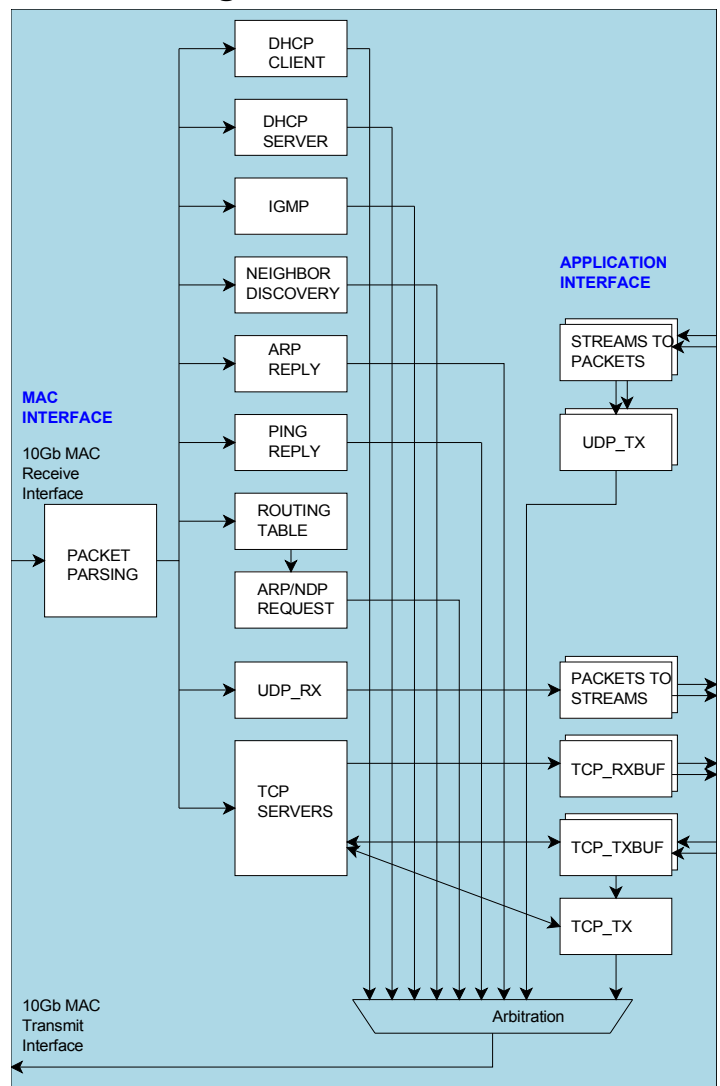 DHCP
CLIENT
DHCP
SERVER
IGMP
NEIGHBOR
DISCOVERY
APPLICATION
INTERFACE
STREAMS TO
PACKETS
ARP
REPLY
MAC
INTERFACE
PING
REPLY
UDP_TX
10Gb MAC
Receive
Interface
ROUTING
TABLE
PACKET
PARSING
ARP/NDP
REQUEST
UDP_RX
PACKETS TO
STREAMS
TCP
SERVERS
TCP_RXBUF
TCP_TXBUF
TCP_TX
10Gb MAC
Transmit
Interface
Arbitration